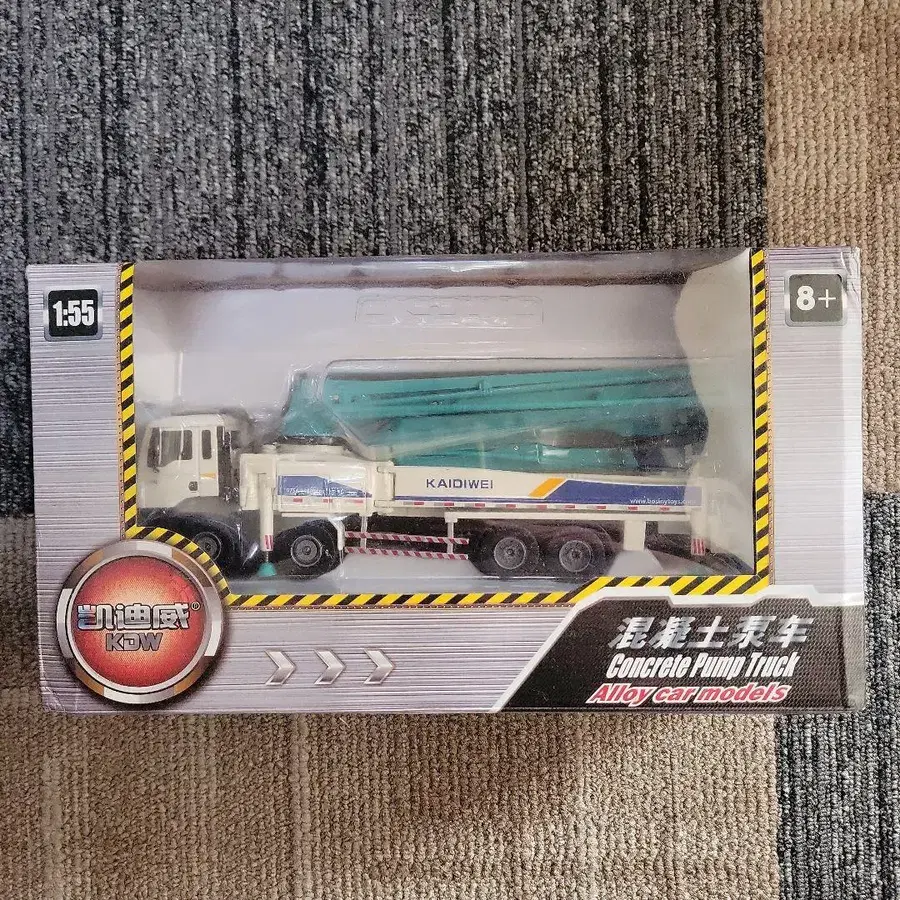 1:55
8+
KAIDIWEI
凯迪威®
KDW
混凝土泵车
Concrete Pump Truck
Alloy car models